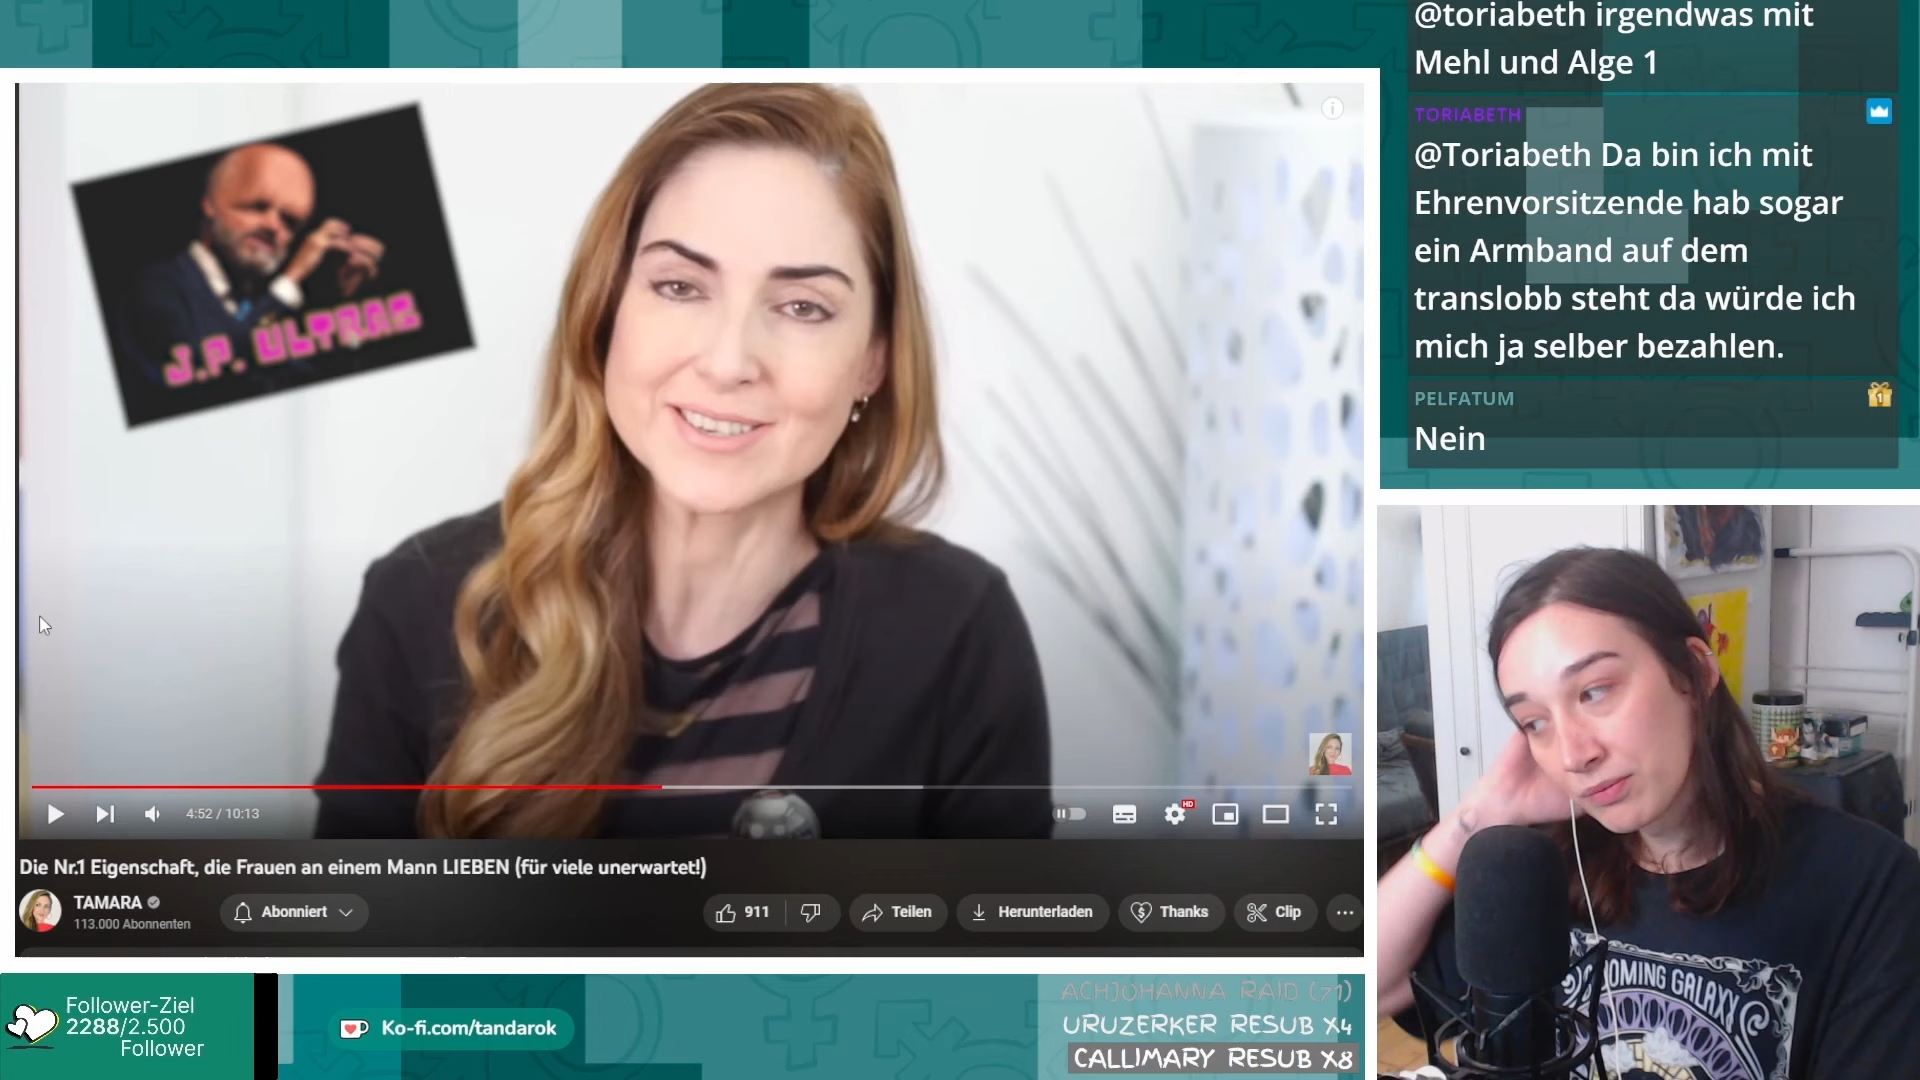 @toriabeth irgendwas mit
Mehl und Alge 1
TORIABETH
@Toriabeth Da bin ich mit
Ehrenvorsitzende hab sogar
ein Armband auf dem
translobb steht da würde ich
mich ja selber bezahlen.
PELFATUM
Nein
J.P. ULTRAG
HD
4:52 / 10:13
Die Nr.1 Eigenschaft, die Frauen an einem Mann LIEBEN (für viele unerwartet!)
TAMARA
113.000 Abonnenten
Abonniert
911
Teilen
Herunterladen
Thanks
Clip
OOMING GALAXY
Follower-Ziel
2288/2.500
Follower
Ko-fi.com/tandarok
ACHJOHANNA RAID (71)
URUZERKER RESUB X4
CALLIMARY RESUB X8